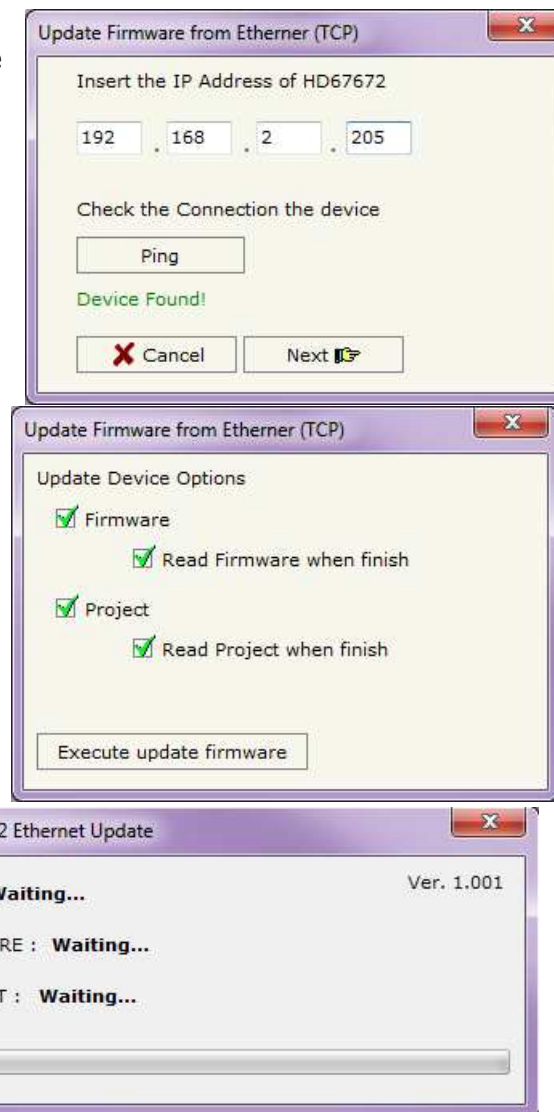 Update Firmware from Etherner (TCP)
Insert the IP Address of HD67672
192 . 168 . 2 . 205
Check the Connection the device
Ping
Device Found!
Cancel Next
Update Firmware from Etherner (TCP)
Update Device Options
Firmware
Read Firmware when finish
Project
Read Project when finish
Execute update firmware
2 Ethernet Update
Ver. 1.001
Waiting...
RE : Waiting...
T : Waiting...